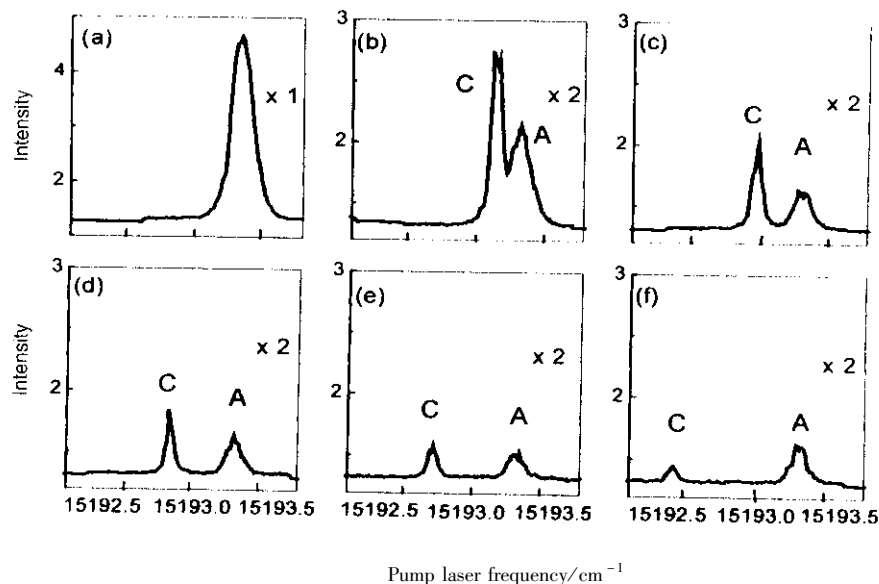 (a)
x 1
4
2
Intensity
3
(b)
C
x 2
A
2
3
(c)
x 2
C
A
2
3
(d)
x 2
C
A
2
Intensity
15192.5 15193.0 15193.5
3
(e)
x 2
C
A
2
15192.5 15193.0 15193.5
3
(f)
x 2
C
A
2
15192.5 15193.0 15193.5
Pump laser frequency/cm⁻¹